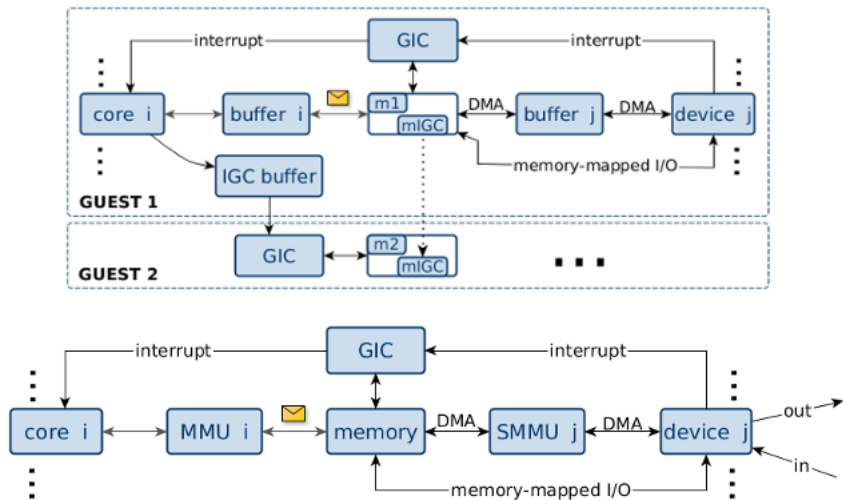 GIC
interrupt
interrupt
core i
buffer i
m1
mIGC
DMA
buffer j
DMA
device j
memory-mapped I/O
IGC buffer
GUEST 1
GIC
m2
mIGC
GUEST 2
GIC
interrupt
interrupt
core i
MMU i
memory
DMA
SMMU j
DMA
device j
out
in
memory-mapped I/O